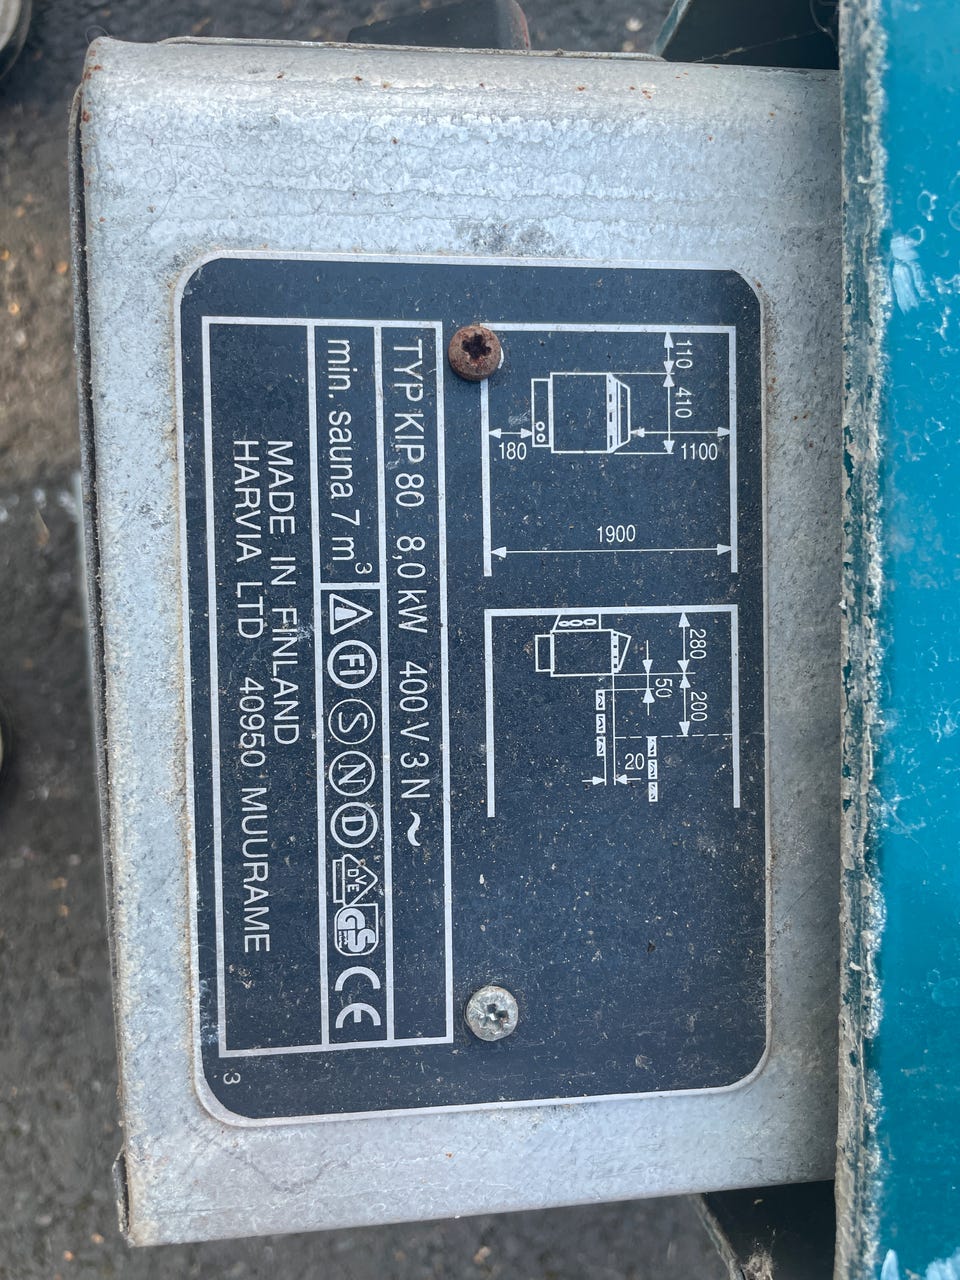 110
410
180
1100
1900
280
50
200
20
TYP KIP 80 8,0 kW 400 V 3 N ~
min. sauna 7 m³ FI S N D DVE GS CE
MADE IN FINLAND
HARVIA LTD 40950 MUURAME
3